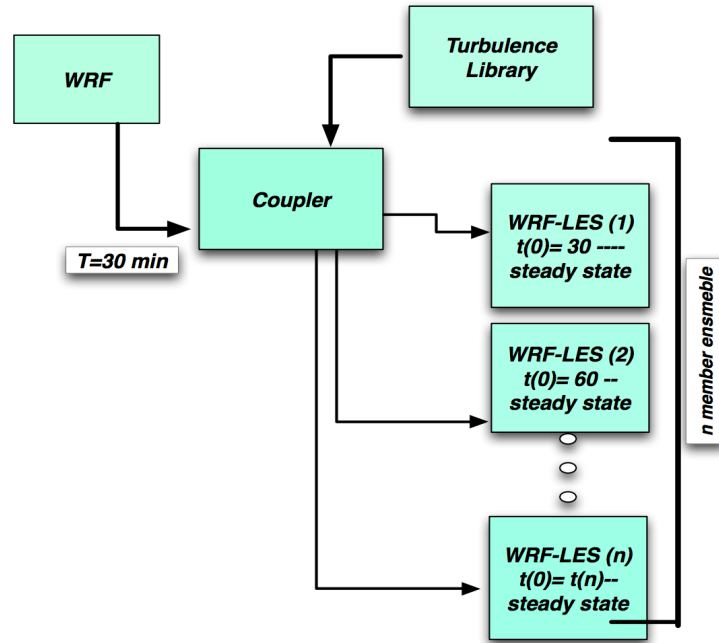 WRF
Turbulence
Library
Coupler
T=30 min
WRF-LES (1)
t(0)= 30 ----
steady state
WRF-LES (2)
t(0)= 60 --
steady state
WRF-LES (n)
t(0)= t(n)--
steady state
n member ensmeble